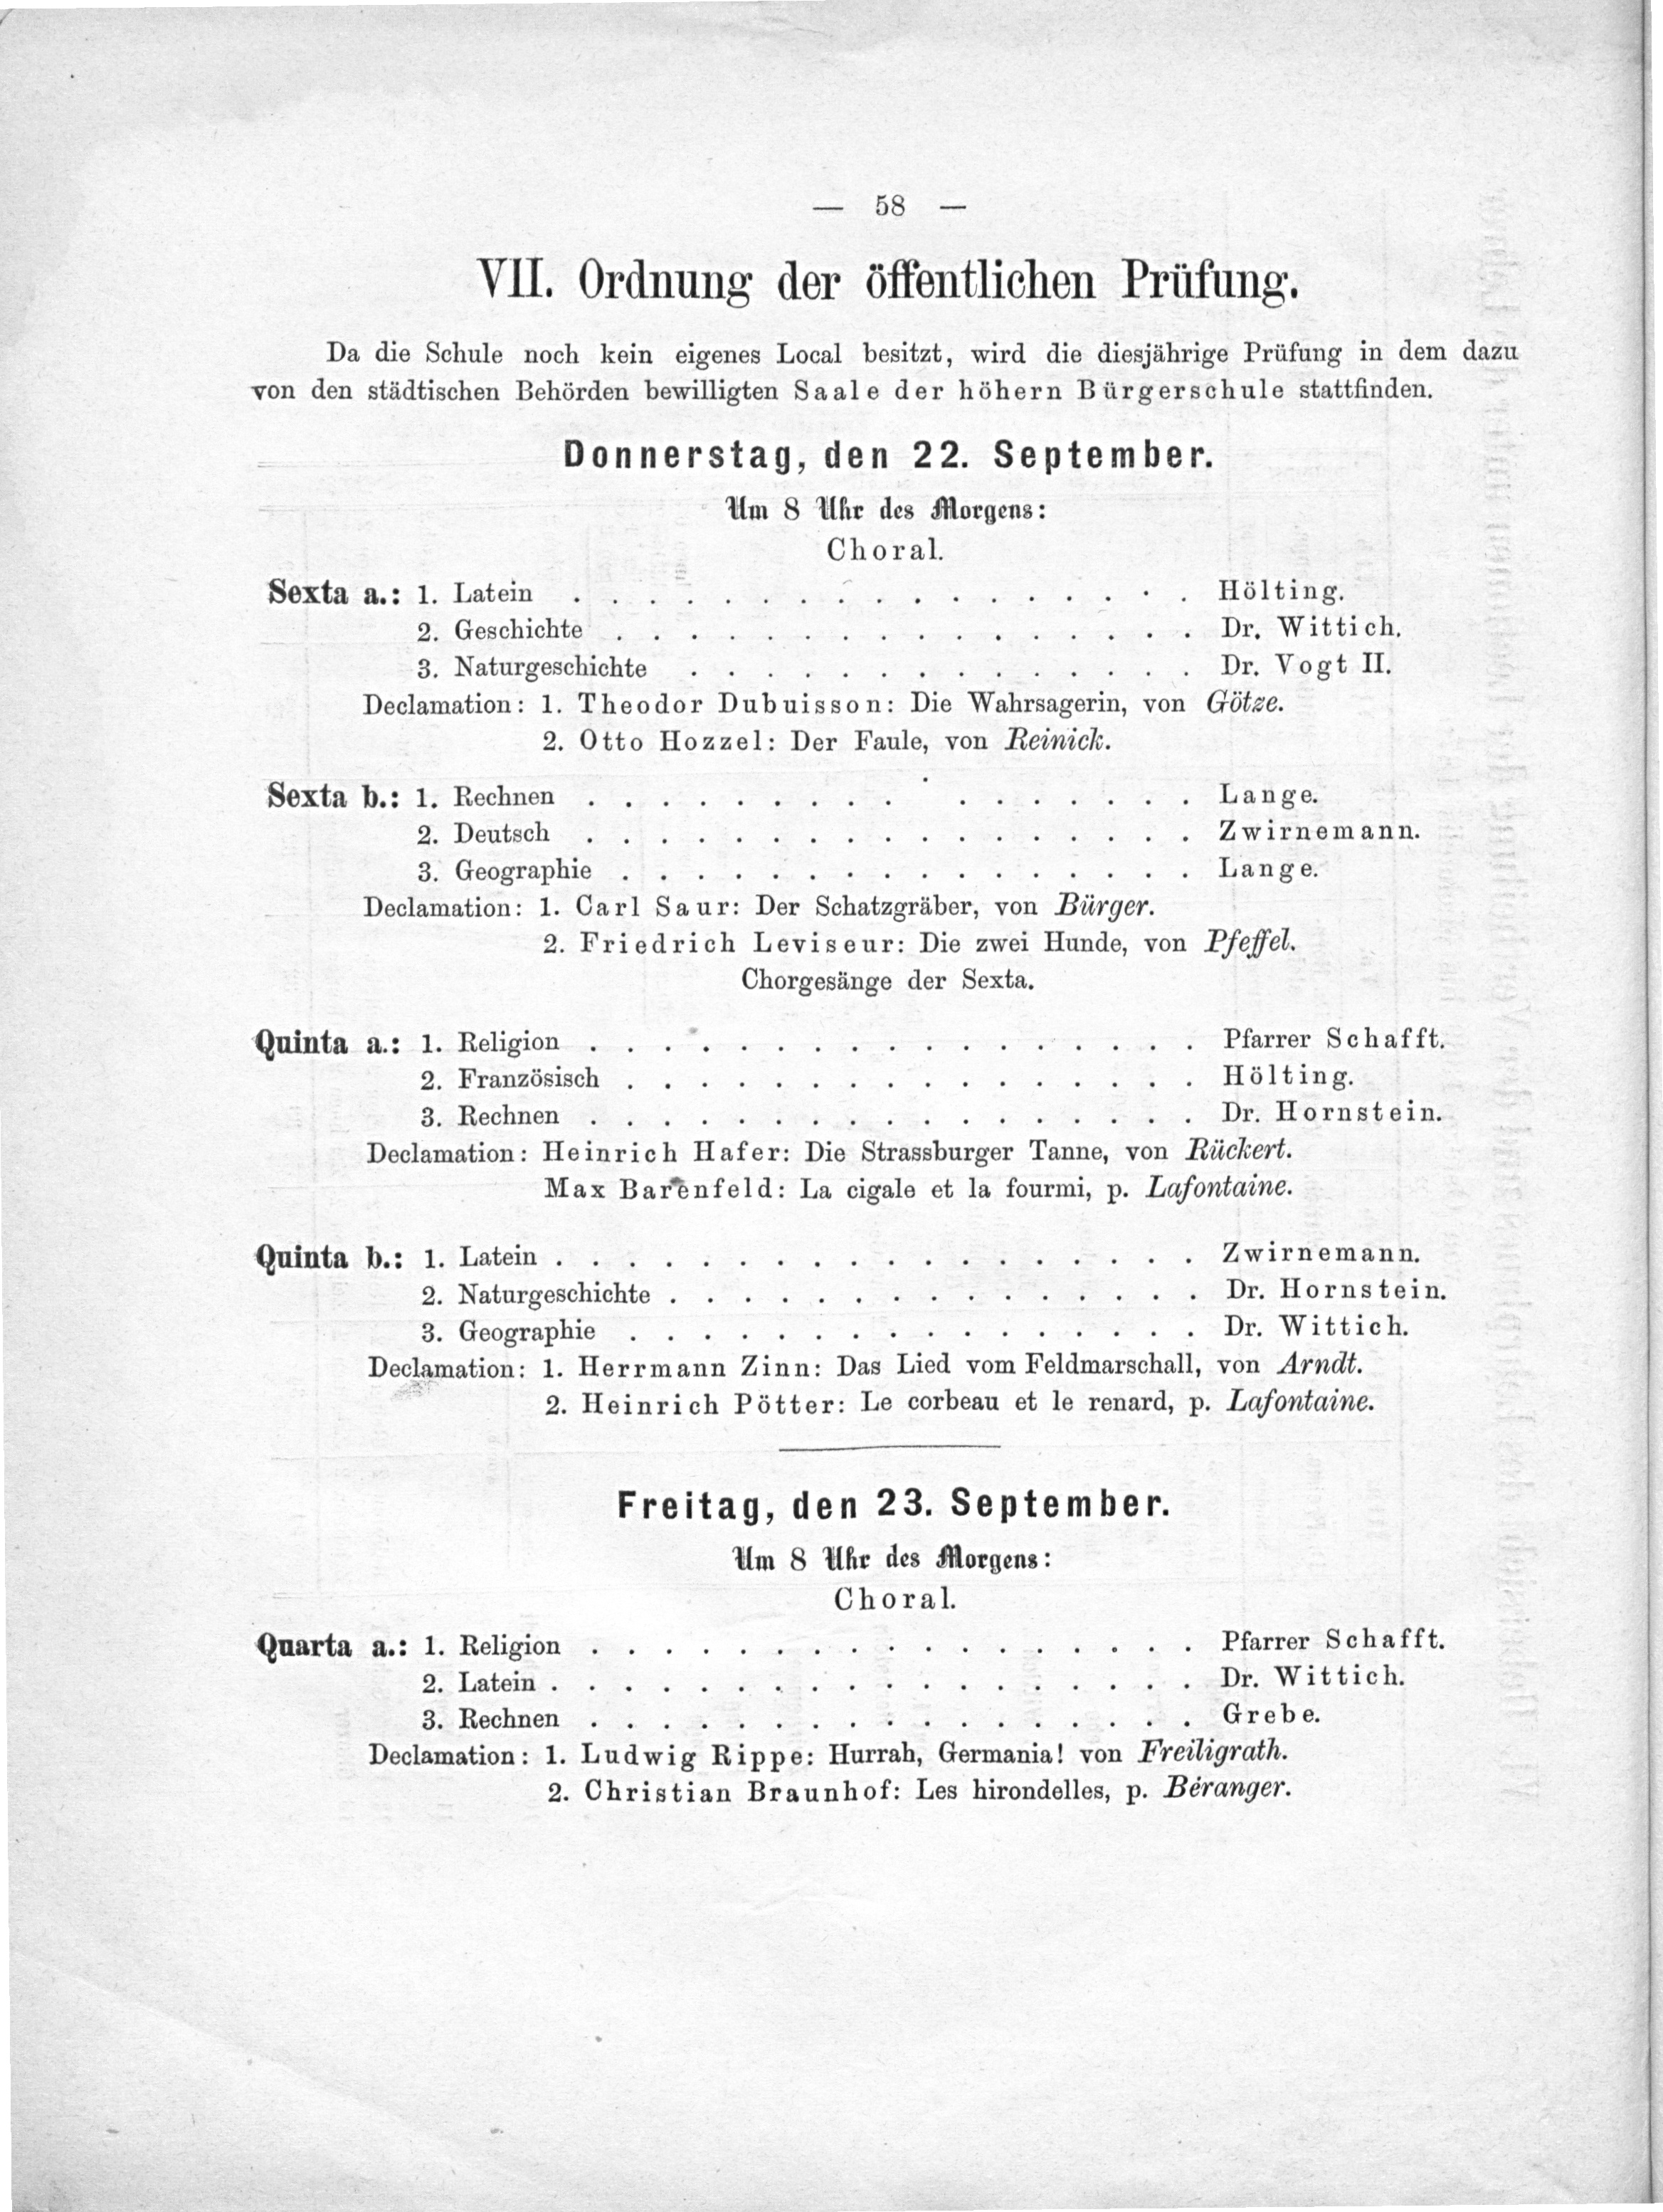 — 58 —
VII. Ordnung der öffentlichen Prüfung.
Da die Schule noch kein eigenes Local besitzt, wird die diesjährige Prüfung in dem dazu
von den städtischen Behörden bewilligten Saale der höhern Bürgerschule stattfinden.
Donnerstag, den 22. September.
Um 8 Uhr des Morgens:
Choral.
Sexta a.: 1. Latein . . . . . . . . . . . . . . . . . Hölting.
2. Geschichte . . . . . . . . . . . . . . . . Dr. Wittich.
3. Naturgeschichte . . . . . . . . . . . . . . Dr. Vogt II.
Declamation: 1. Theodor Dubuisson: Die Wahrsagerin, von Götze.
2. Otto Hozzel: Der Faule, von Reinick.
Sexta b.: 1. Rechnen . . . . . . . . . . . . . . . . . Lange.
2. Deutsch . . . . . . . . . . . . . . . . . Zwirnemann.
3. Geographie . . . . . . . . . . . . . . . . Lange.
Declamation: 1. Carl Saur: Der Schatzgräber, von Bürger.
2. Friedrich Leviseur: Die zwei Hunde, von Pfeffel.
Chorgesänge der Sexta.
Quinta a.: 1. Religion . . . . . . . . . . . . . . . . . Pfarrer Schafft.
2. Französisch . . . . . . . . . . . . . . . . Hölting.
3. Rechnen . . . . . . . . . . . . . . . . . Dr. Hornstein.
Declamation: Heinrich Hafer: Die Strassburger Tanne, von Rückert.
Max Barenfeld: La cigale et la fourmi, p. Lafontaine.
Quinta b.: 1. Latein . . . . . . . . . . . . . . . . . . Zwirnemann.
2. Naturgeschichte . . . . . . . . . . . . . . . Dr. Hornstein.
3. Geographie . . . . . . . . . . . . . . . . Dr. Wittich.
Declamation: 1. Herrmann Zinn: Das Lied vom Feldmarschall, von Arndt.
2. Heinrich Pötter: Le corbeau et le renard, p. Lafontaine.
Freitag, den 23. September.
Um 8 Uhr des Morgens:
Choral.
Quarta a.: 1. Religion . . . . . . . . . . . . . . . . . Pfarrer Schafft.
2. Latein . . . . . . . . . . . . . . . . . . Dr. Wittich.
3. Rechnen . . . . . . . . . . . . . . . . . Grebe.
Declamation: 1. Ludwig Rippe: Hurrah, Germania! von Freiligrath.
2. Christian Braunhof: Les hirondelles, p. Béranger.